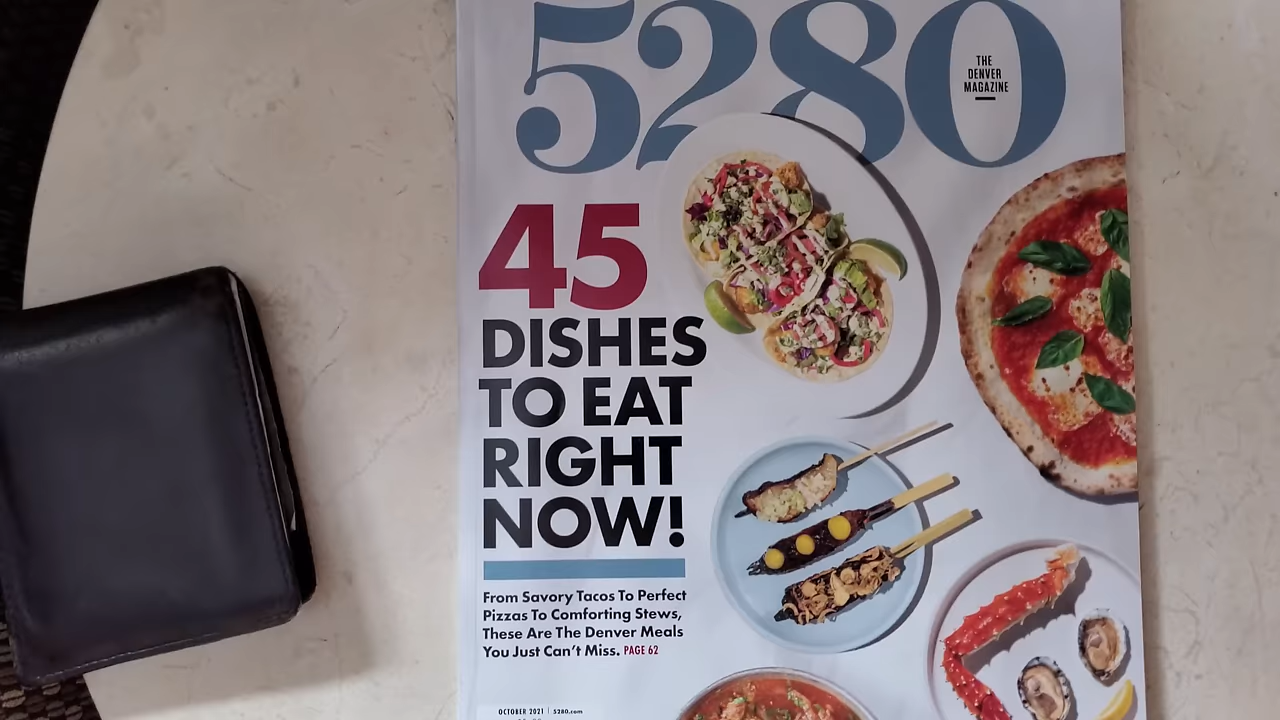 5280
THE
DENVER
MAGAZINE
45
DISHES
TO EAT
RIGHT
NOW!
From Savory Tacos To Perfect
Pizzas To Comforting Stews,
These Are The Denver Meals
You Just Can't Miss. PAGE 62
OCTOBER 2021 | 5280.com